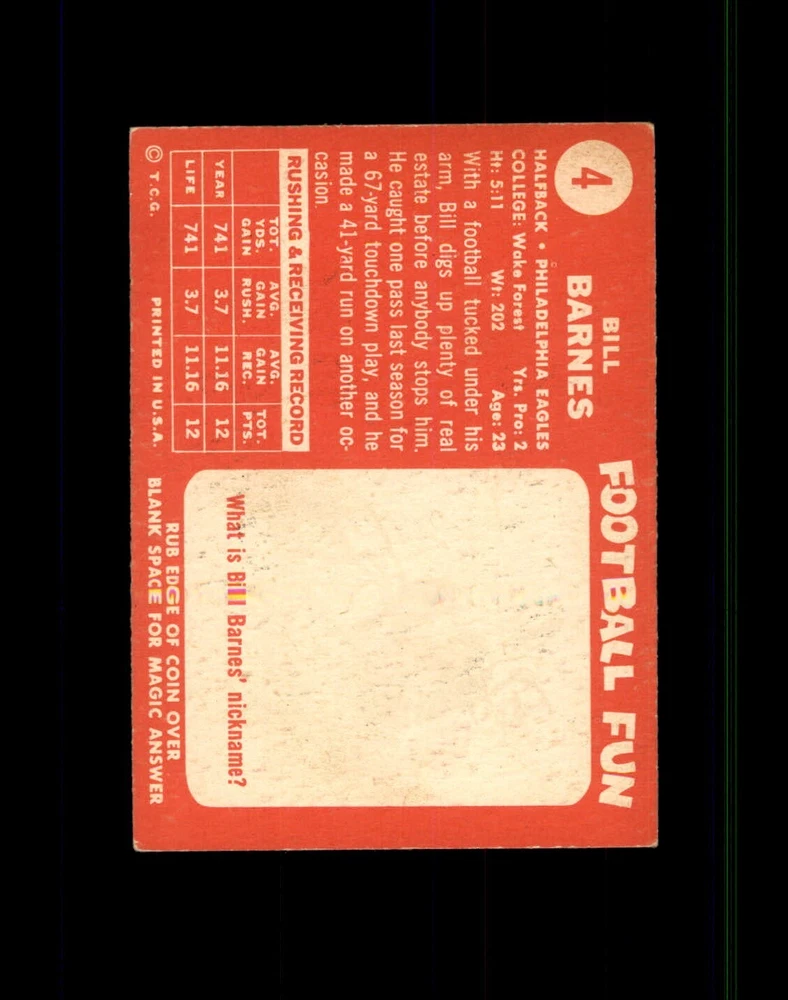 4
BILL
BARNES
HALFBACK • PHILADELPHIA EAGLES
COLLEGE: Wake Forest Yrs. Pro: 2
Ht: 5:11 Wt: 202 Age: 23
With a football tucked under his
arm, Bill digs up plenty of real
estate before anybody stops him.
He caught one pass last season for
a 67-yard touchdown play, and he
made a 41-yard run on another oc-
casion.
RUSHING & RECEIVING RECORD
TOT. YDS. GAIN AVG. GAIN RUSH. AVG. GAIN REC. TOT. PTS.
YEAR 741 3.7 11.16 12
LIFE 741 3.7 11.16 12
© T.C.G. PRINTED IN U.S.A.
FOOTBALL FUN
What is Bill Barnes' nickname?
RUB EDGE OF COIN OVER
BLANK SPACE FOR MAGIC ANSWER